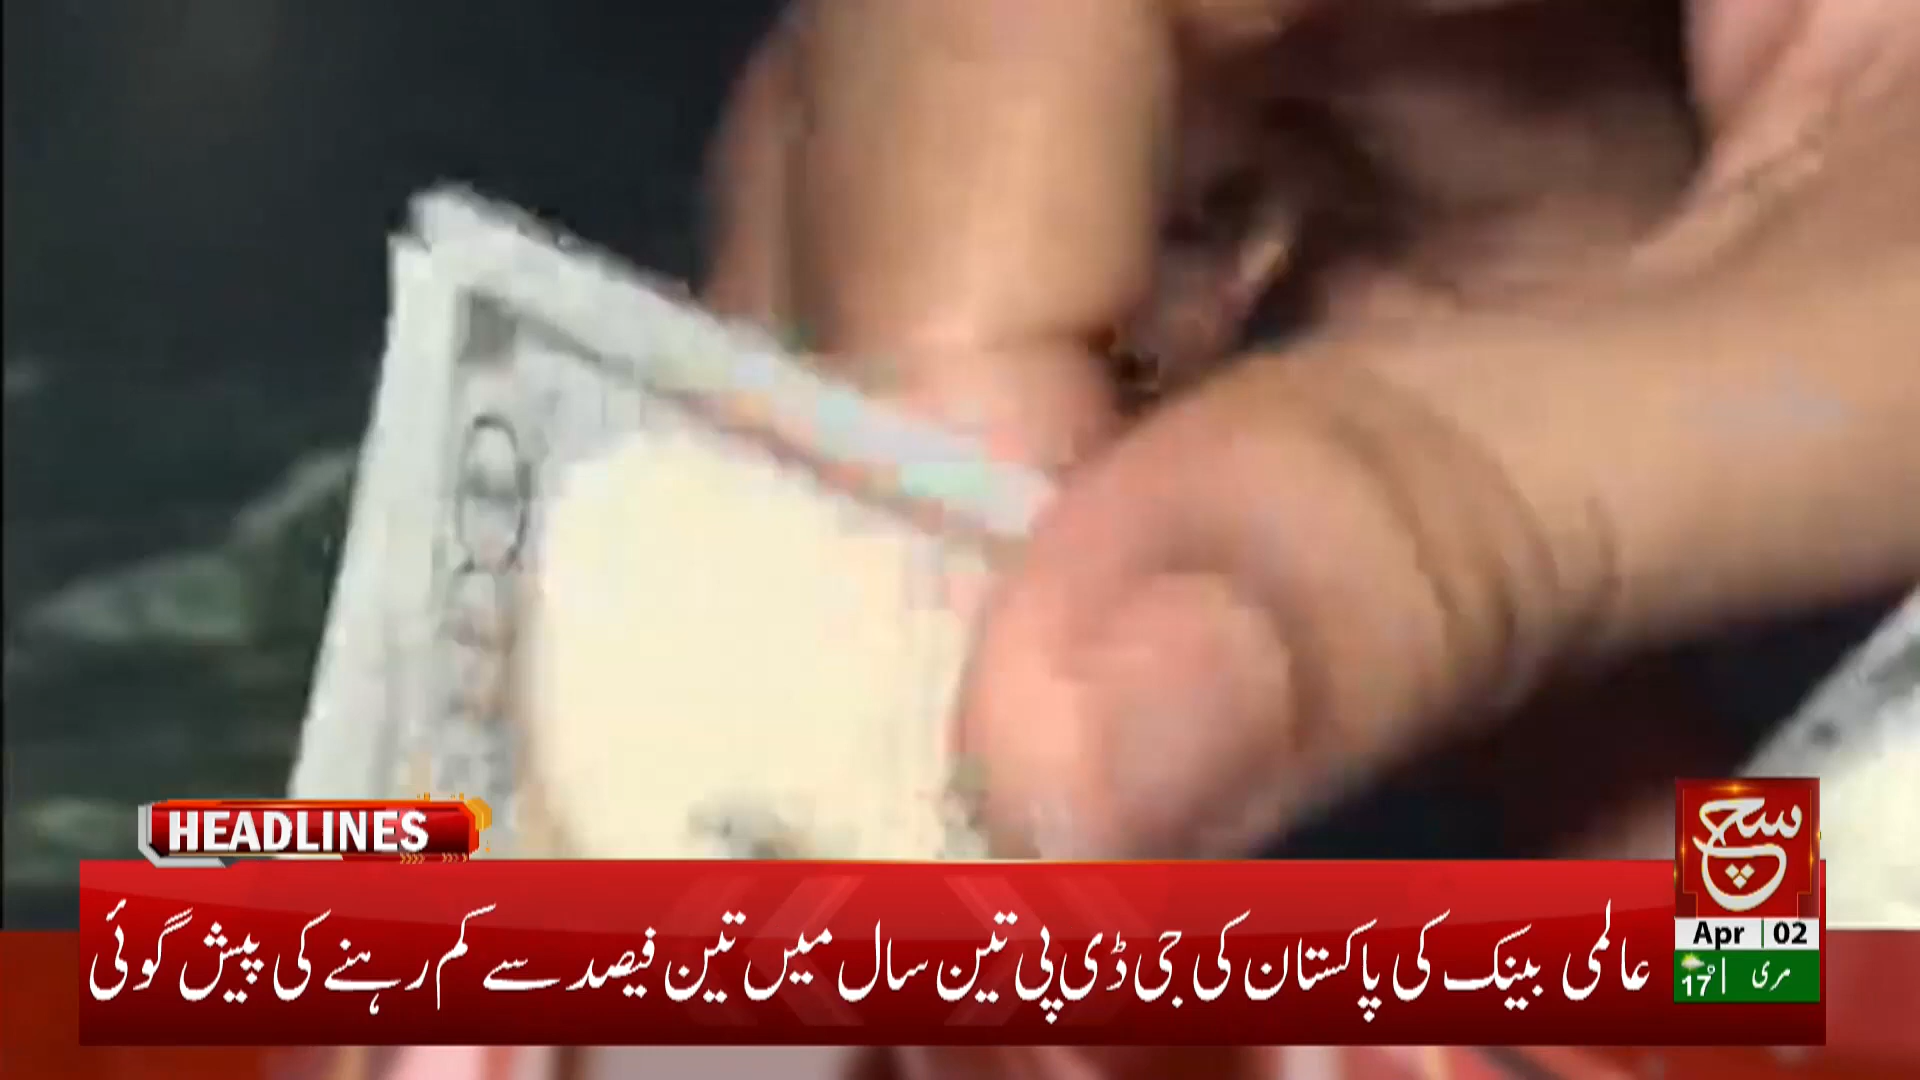 HEADLINES
سچ
Apr | 02
عالمی بینک کی پاکستان کی جی ڈی پی تین سال میں تین فیصد سے کم رہنے کی پیش گوئی
17° | مری